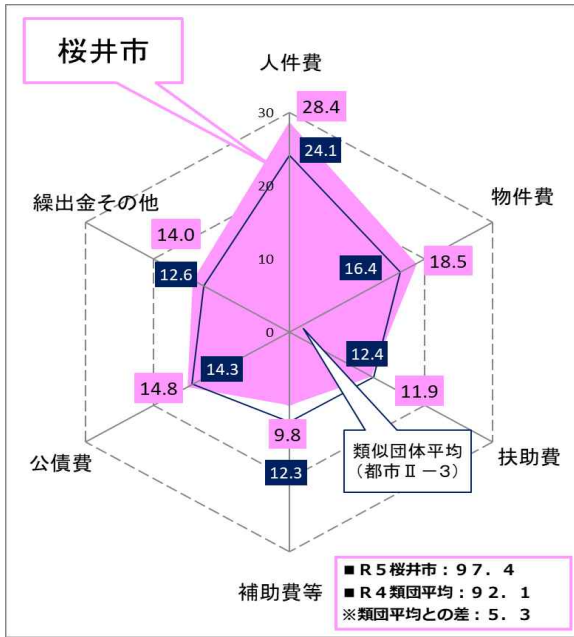 桜井市
人件費
30
28.4
24.1
20
繰出金その他
物件費
14.0
12.6
10
16.4
18.5
0
14.3
12.4
14.8
11.9
9.8
類似団体平均
（都市Ⅱ－３）
公債費
扶助費
12.3
補助費等
■Ｒ５桜井市：９７．４
■Ｒ４類団平均：９２．１
※類団平均との差：５．３